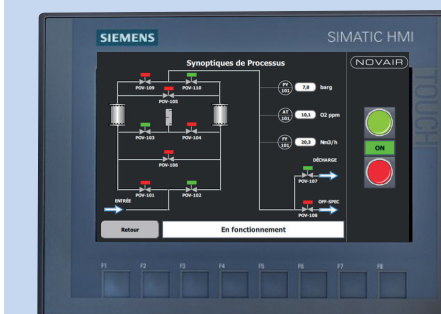 SIEMENS
SIMATIC HMI
TOUCH
Synoptiques de Processus
NOVAIR
POV-109
POV-110
POV-105
PT
101
7,8
barg
AT
101
O2 ppm
POV-103
POV-104
FT
101
20,3
Nm3/h
POV-106
DÉCHARGE
POV-107
ENTRÉE
POV-101
POV-102
OFF-SPEC
POV-108
ON
Retour
En fonctionnement
F1
F2
F3
F4
F5
F6
F7
F8